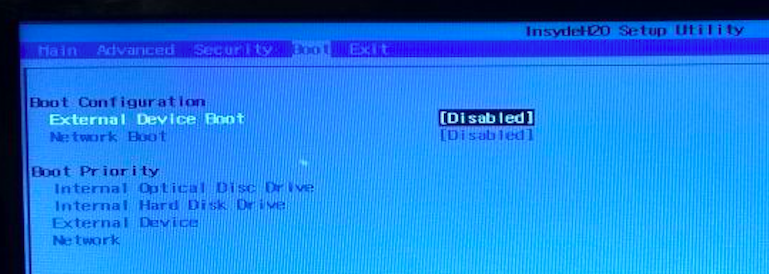 InsydeH20 Setup Utility
Main Advanced Security Boot Exit
Boot Configuration
External Device Boot [Disabled]
Network Boot [Disabled]
Boot Priority
Internal Optical Disc Drive
Internal Hard Disk Drive
External Device
Network